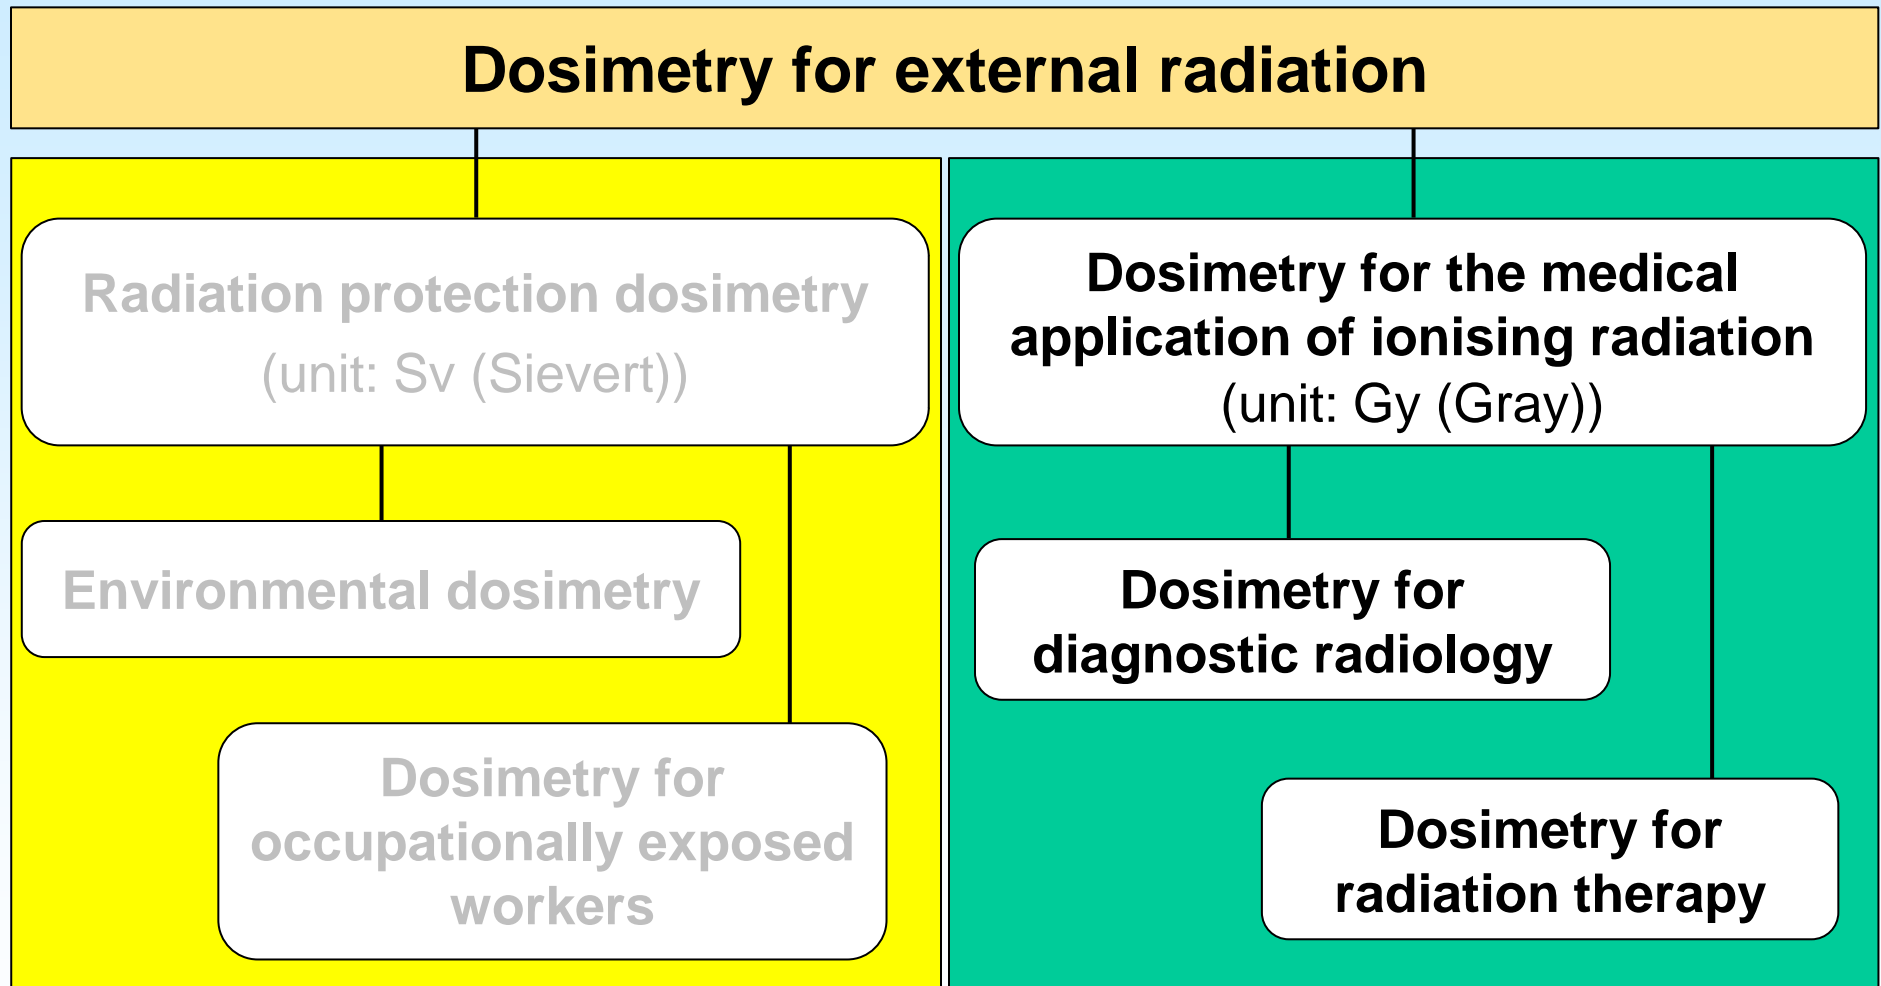 Dosimetry for external radiation
Radiation protection dosimetry
(unit: Sv (Sievert))
Environmental dosimetry
Dosimetry for
occupationally exposed
workers
Dosimetry for the medical
application of ionising radiation
(unit: Gy (Gray))
Dosimetry for
diagnostic radiology
Dosimetry for
radiation therapy